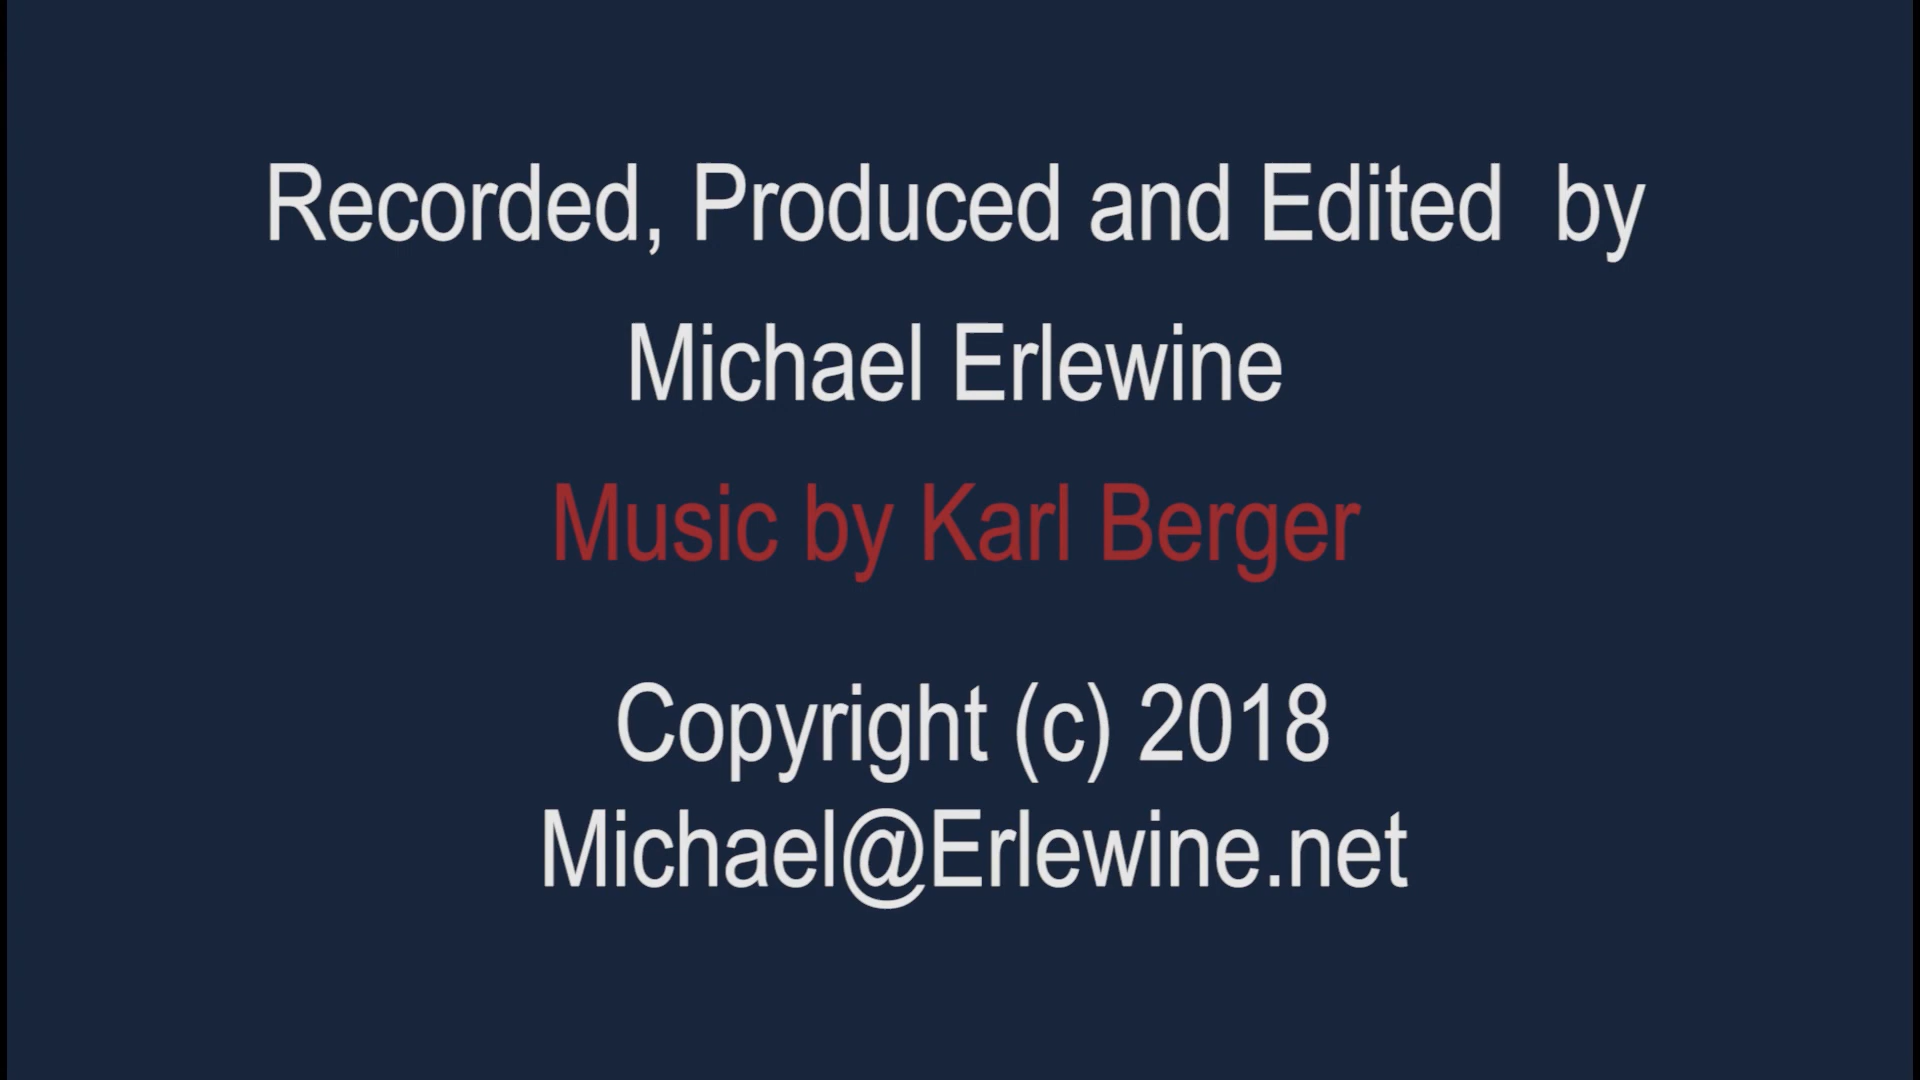 Recorded, Produced and Edited  by
Michael Erlewine
Music by Karl Berger
Copyright (c) 2018
Michael@Erlewine.net